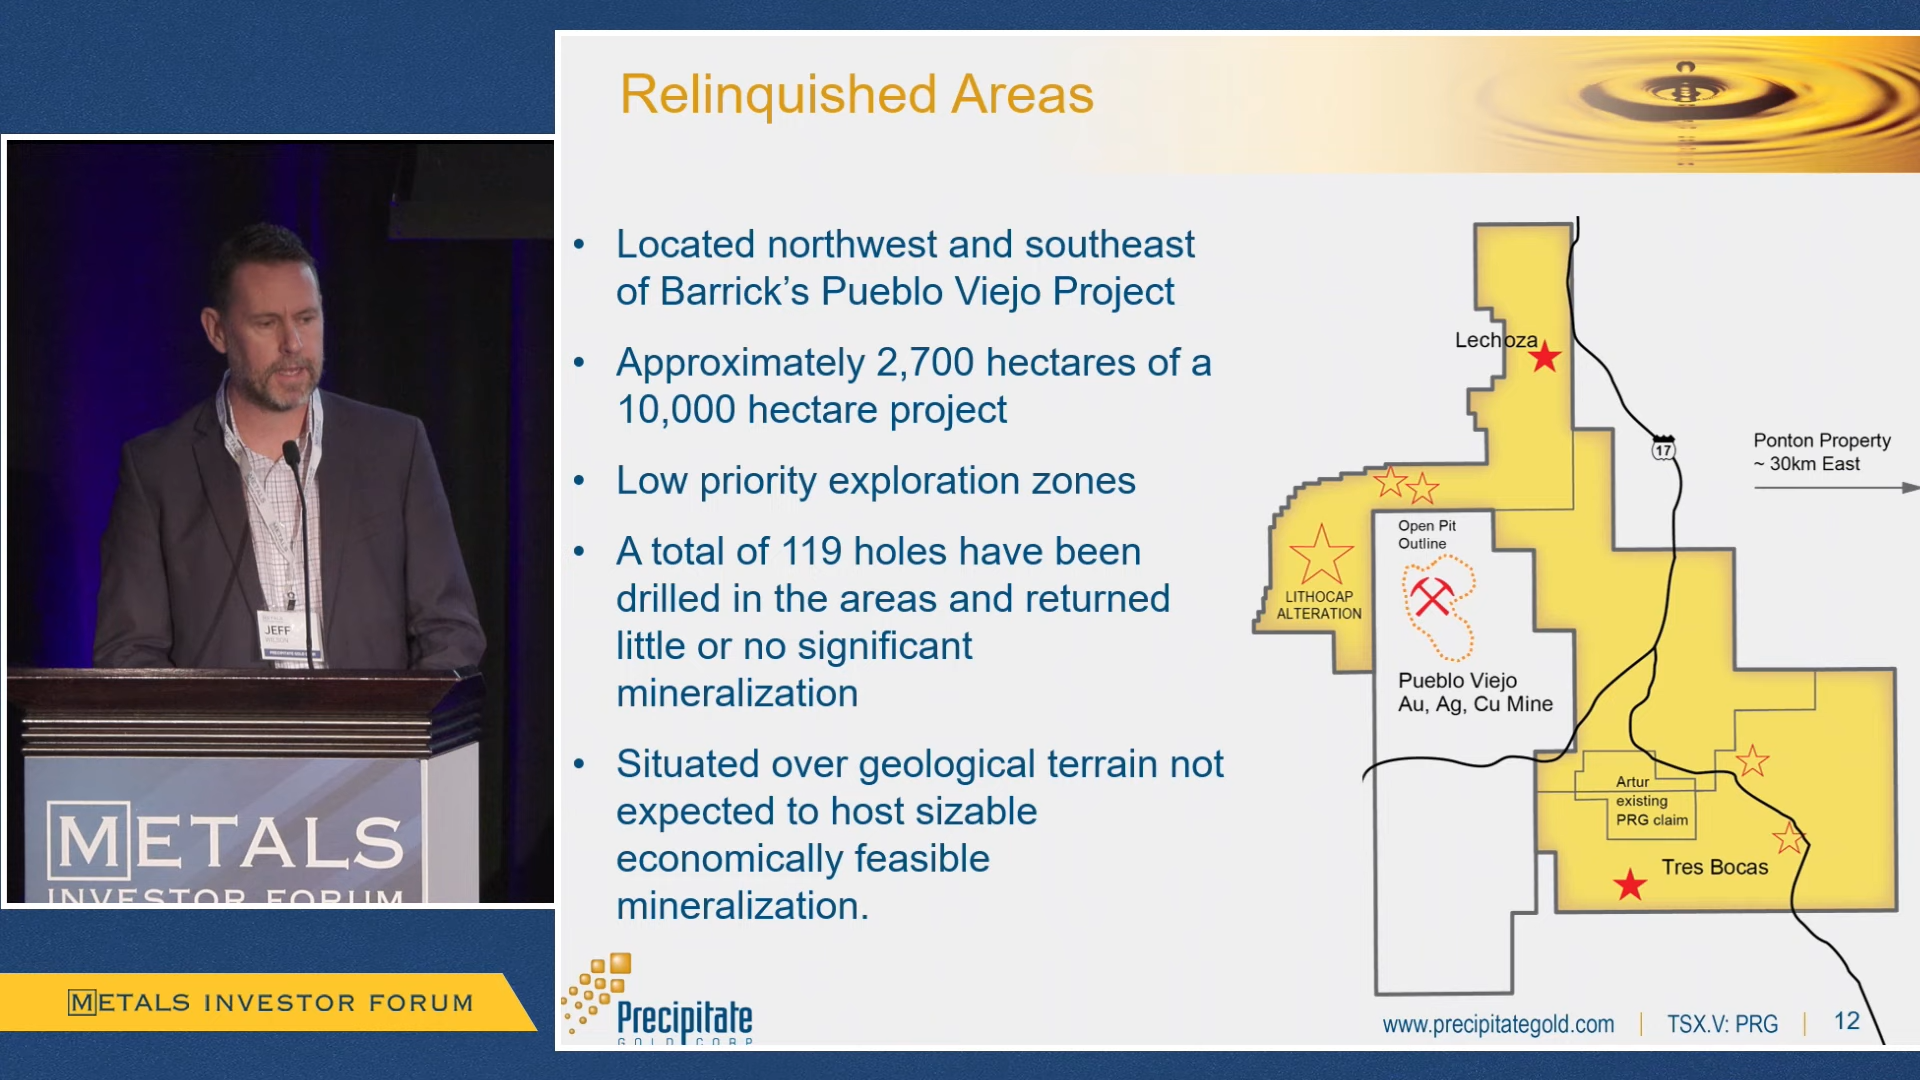 Relinquished Areas
• Located northwest and southeast
of Barrick’s Pueblo Viejo Project
• Approximately 2,700 hectares of a
10,000 hectare project
• Low priority exploration zones
• A total of 119 holes have been
drilled in the areas and returned
little or no significant
mineralization
• Situated over geological terrain not
expected to host sizable
economically feasible
mineralization.
Lechoza
17
Ponton Property
~ 30km East
Open Pit
Outline
LITHOCAP
ALTERATION
Pueblo Viejo
Au, Ag, Cu Mine
Artur
existing
PRG claim
Tres Bocas
Precipitate
GOLD CORP
www.precipitategold.com | TSX.V: PRG | 12
JEFF
METALS
INVESTOR FORUM
METALS INVESTOR FORUM